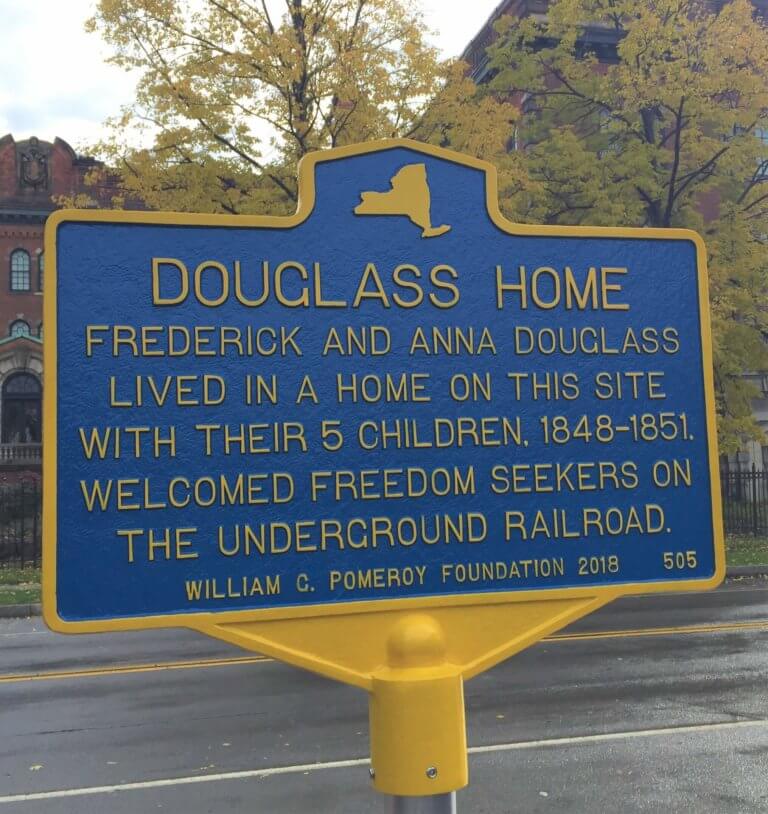 DOUGLASS HOME
FREDERICK AND ANNA DOUGLASS
LIVED IN A HOME ON THIS SITE
WITH THEIR 5 CHILDREN, 1848-1851.
WELCOMED FREEDOM SEEKERS ON
THE UNDERGROUND RAILROAD.
WILLIAM G. POMEROY FOUNDATION 2018 505